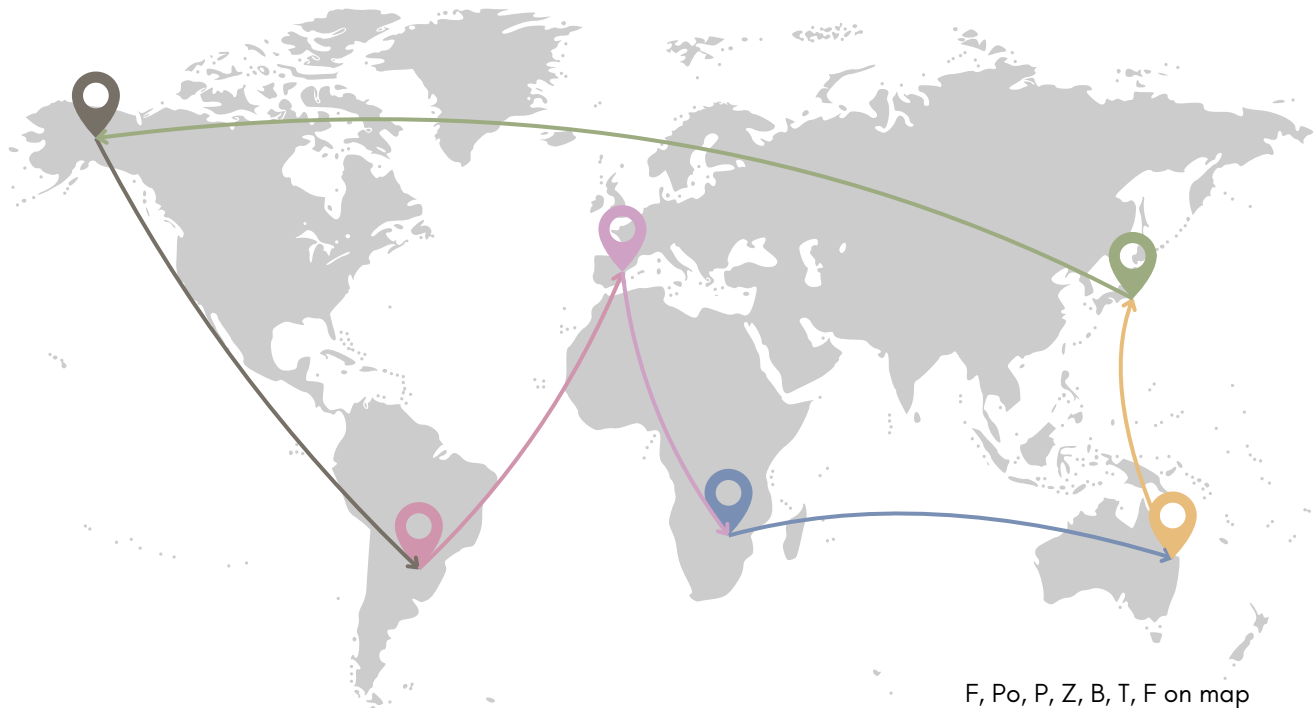 F, Po, P, Z, B, T, F on map